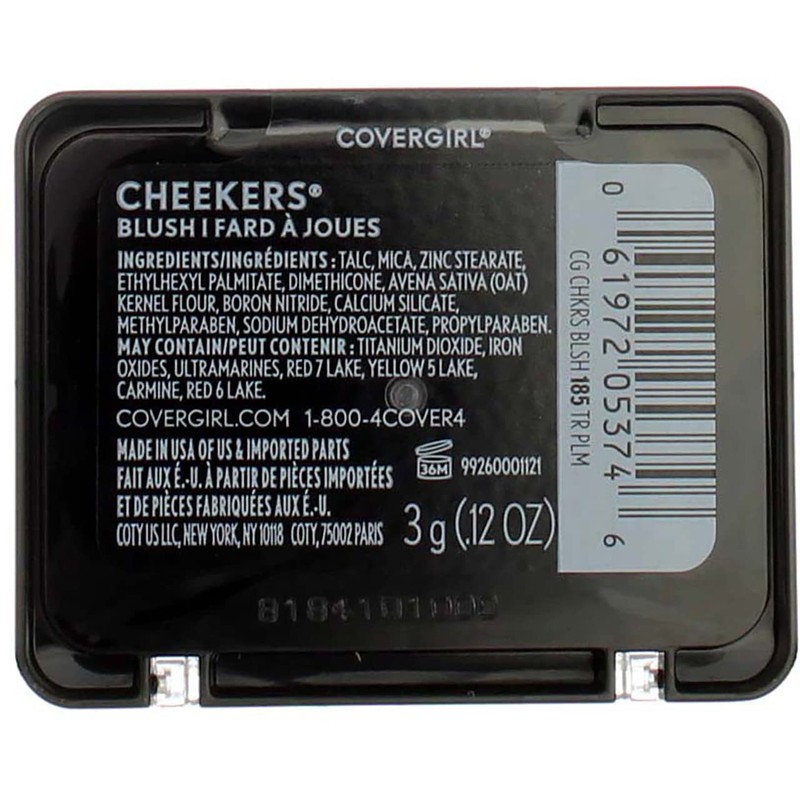 COVERGIRL®
CHEEKERS®
BLUSH | FARD À JOUES
INGREDIENTS/INGRÉDIENTS : TALC, MICA, ZINC STEARATE,
ETHYLHEXYL PALMITATE, DIMETHICONE, AVENA SATIVA (OAT)
KERNEL FLOUR, BORON NITRIDE, CALCIUM SILICATE,
METHYLPARABEN, SODIUM DEHYDROACETATE, PROPYLPARABEN.
MAY CONTAIN/PEUT CONTENIR : TITANIUM DIOXIDE, IRON
OXIDES, ULTRAMARINES, RED 7 LAKE, YELLOW 5 LAKE,
CARMINE, RED 6 LAKE.
COVERGIRL.COM 1-800-4COVER4
MADE IN USA OF US & IMPORTED PARTS
FAIT AUX É.-U. À PARTIR DE PIÈCES IMPORTÉES
ET DE PIÈCES FABRIQUÉES AUX É.-U.
COTY US LLC, NEW YORK, NY 10118 COTY, 75002 PARIS
36M 99260001121
3 g (.12 OZ)
CG CHKRS BLSH 185 TR PLM
0 61972 05374 6